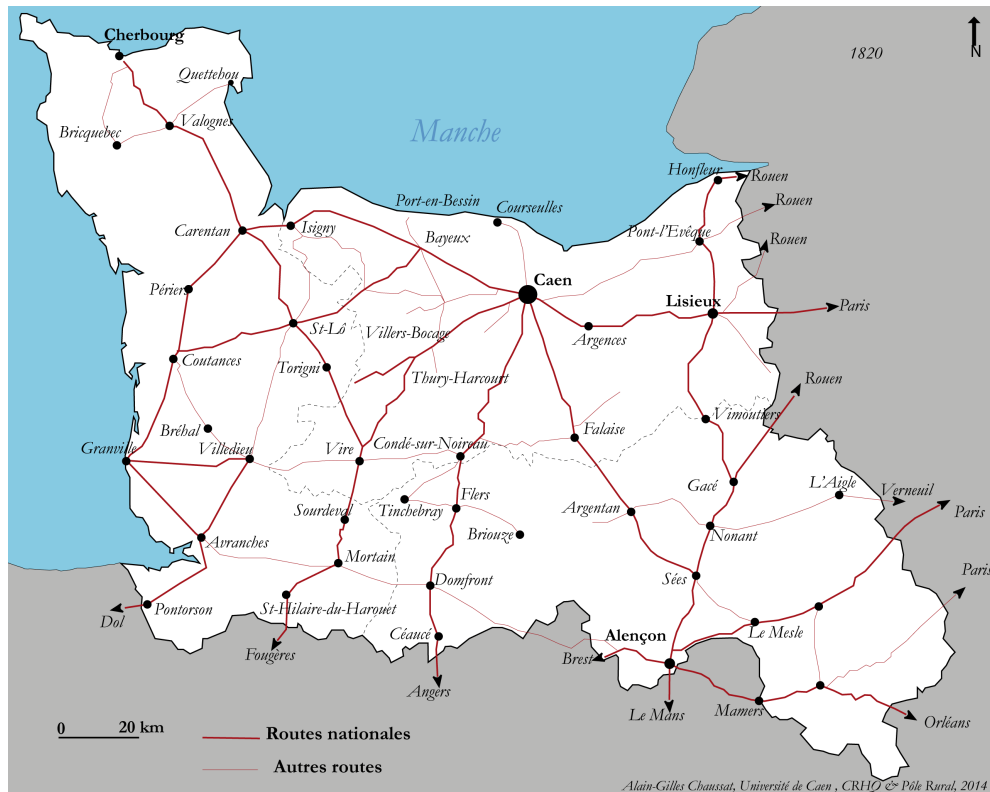 Cherbourg
1820
N
Quettehou
Manche
Valognes
Bricquebec
Honfleur
Rouen
Port-en-Bessin
Courseulles
Rouen
Carentan
Isigny
Bayeux
Pont-l'Evêque
Rouen
Caen
Périer
Lisieux
Paris
St-Lô
Villers-Bocage
Argences
Coutances
Torigni
Thury-Harcourt
Rouen
Bréhal
Vimoutiers
Granville
Villedieu
Vire
Condé-sur-Noireau
Falaise
Gacé
L'Aigle
Verneuil
Flers
Sourdeval
Tinchebray
Argentan
Paris
Briouze
Nonant
Avranches
Mortain
Domfront
Sées
Paris
Pontorson
Dol
St-Hilaire-du-Harouet
Céaucé
Alençon
Le Mesle
Fougères
Brest
Angers
Le Mans
Mamers
Orléans
0 20 km
Routes nationales
Autres routes
Alain-Gilles Chaussat, Université de Caen , CRHQ & Pôle Rural, 2014